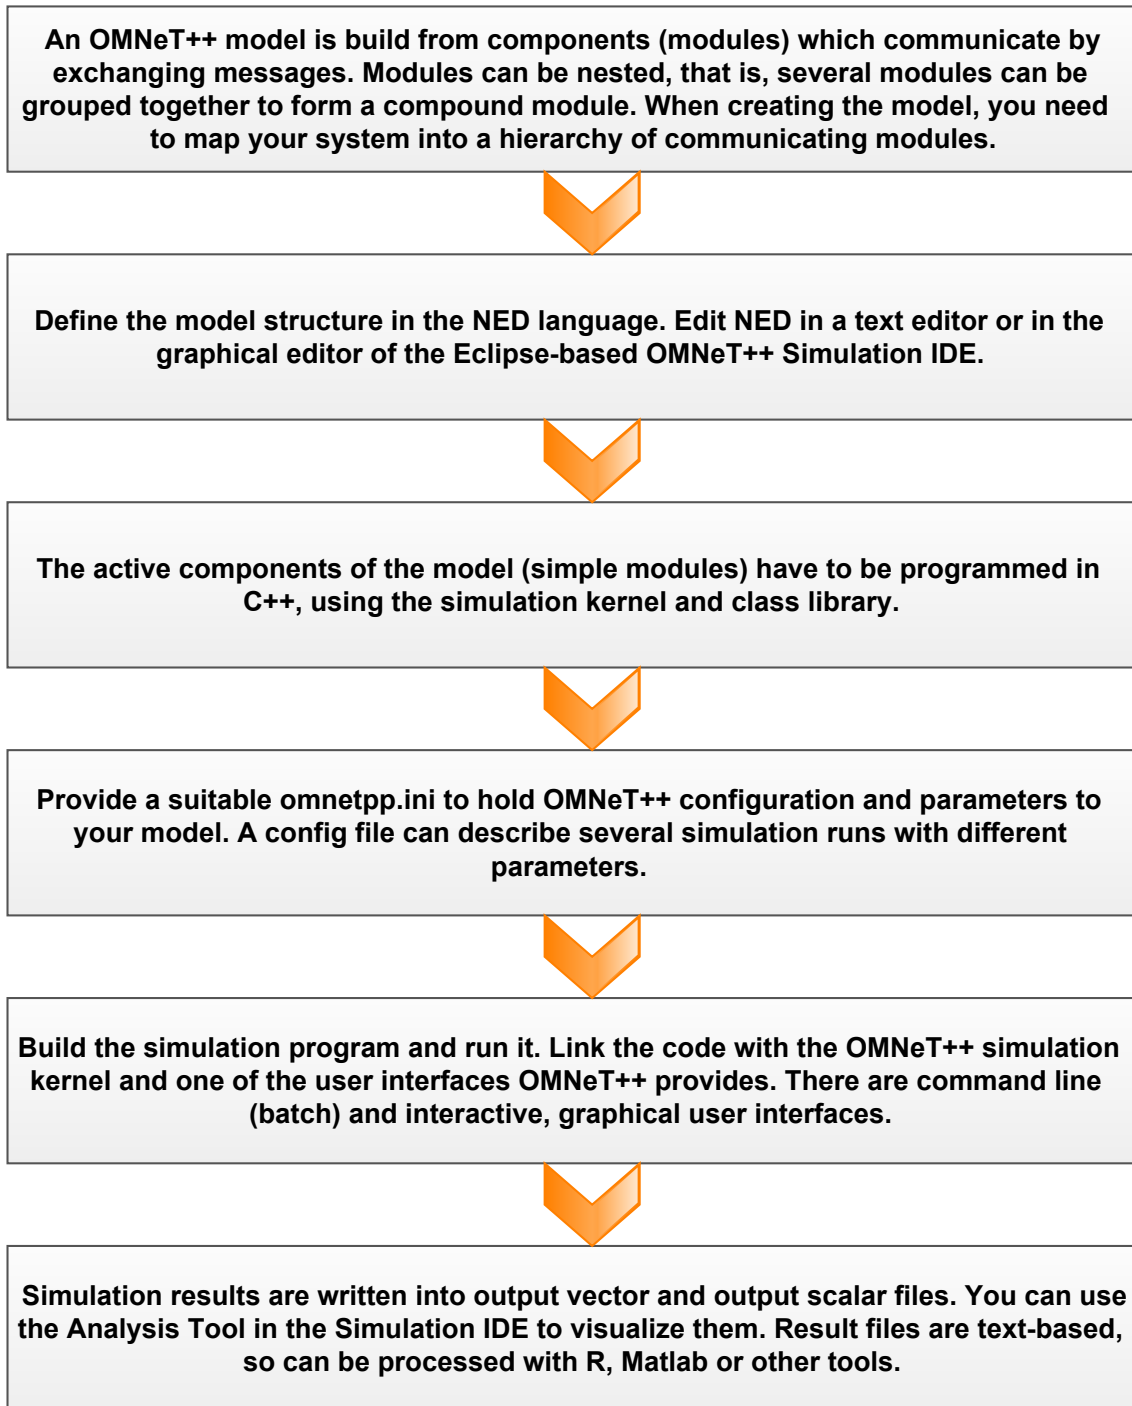 An OMNeT++ model is build from components (modules) which communicate by
exchanging messages. Modules can be nested, that is, several modules can be
grouped together to form a compound module. When creating the model, you need
to map your system into a hierarchy of communicating modules.
Define the model structure in the NED language. Edit NED in a text editor or in the
graphical editor of the Eclipse-based OMNeT++ Simulation IDE.
The active components of the model (simple modules) have to be programmed in
C++, using the simulation kernel and class library.
Provide a suitable omnetpp.ini to hold OMNeT++ configuration and parameters to
your model. A config file can describe several simulation runs with different
parameters.
Build the simulation program and run it. Link the code with the OMNeT++ simulation
kernel and one of the user interfaces OMNeT++ provides. There are command line
(batch) and interactive, graphical user interfaces.
Simulation results are written into output vector and output scalar files. You can use
the Analysis Tool in the Simulation IDE to visualize them. Result files are text-based,
so can be processed with R, Matlab or other tools.